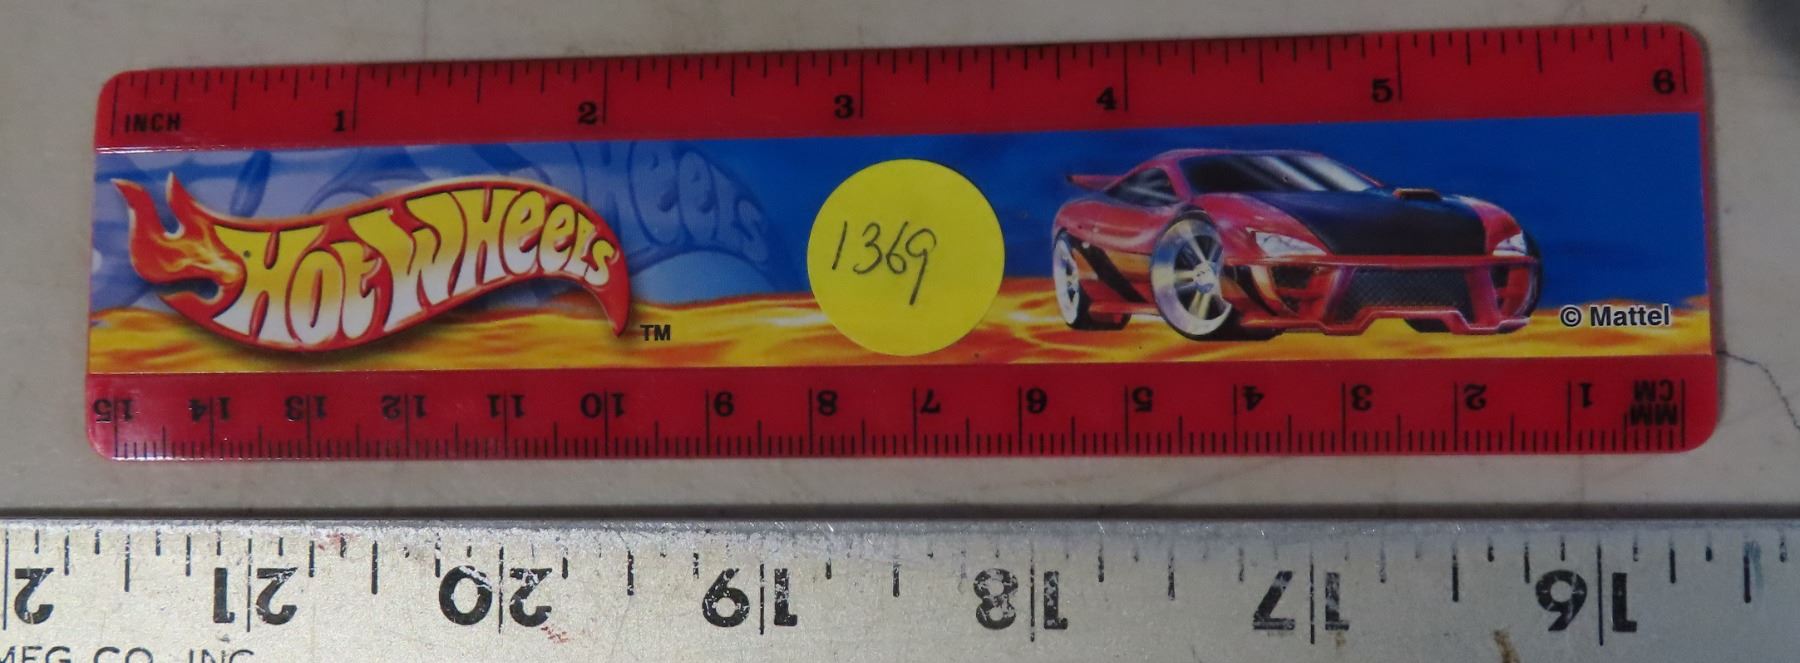 INCH 1 2 3 4 5 6
HOT WHEELS TM
Wheels
1369
© Mattel
15 14 13 12 11 10 9 8 7 6 5 4 3 2 1 MM CM
2 21 20 19 18 17 16
MFG CO. INC